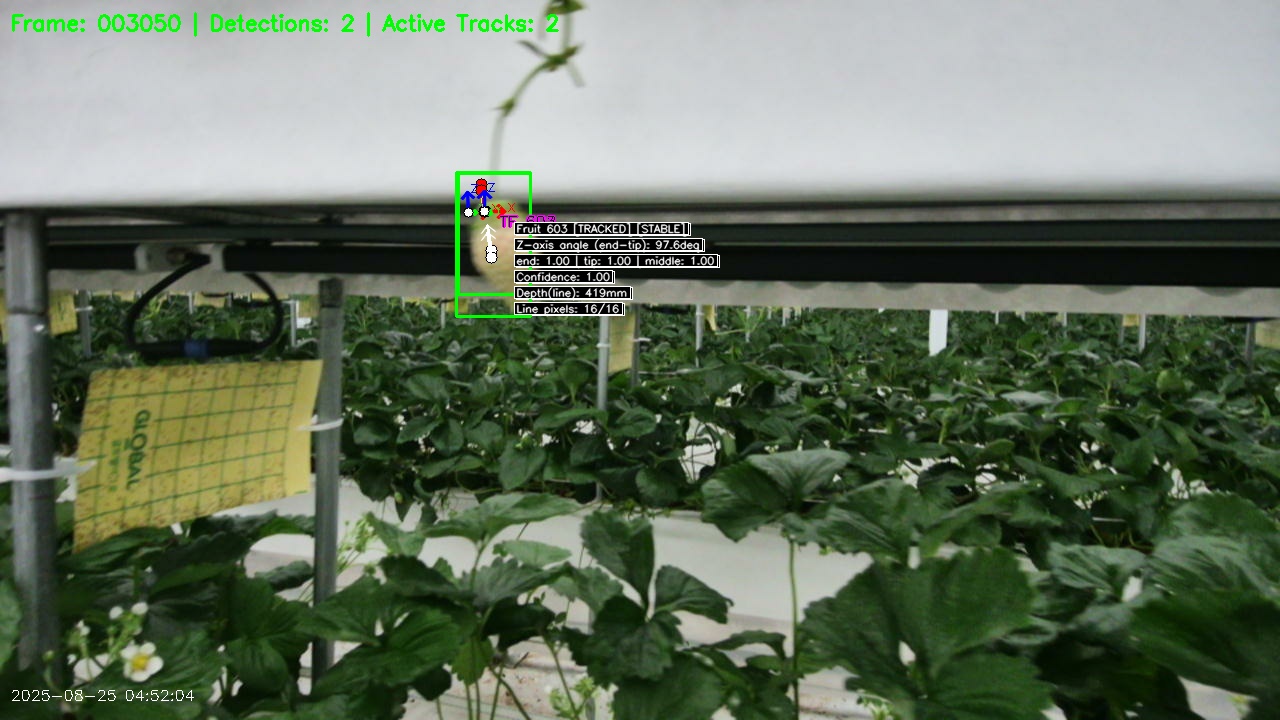 Frame: 003050 | Detections: 2 | Active Tracks: 2
Z Z
X X
Fruit 603 [TRACKED] [STABLE]
Z-axis angle (end-tip): 97.6deg
end: 1.00 | tip: 1.00 | middle: 1.00
Confidence: 1.00
Depth(line): 419mm
Line pixels: 16/16
GLOBAL
2025-08-25 04:52:04